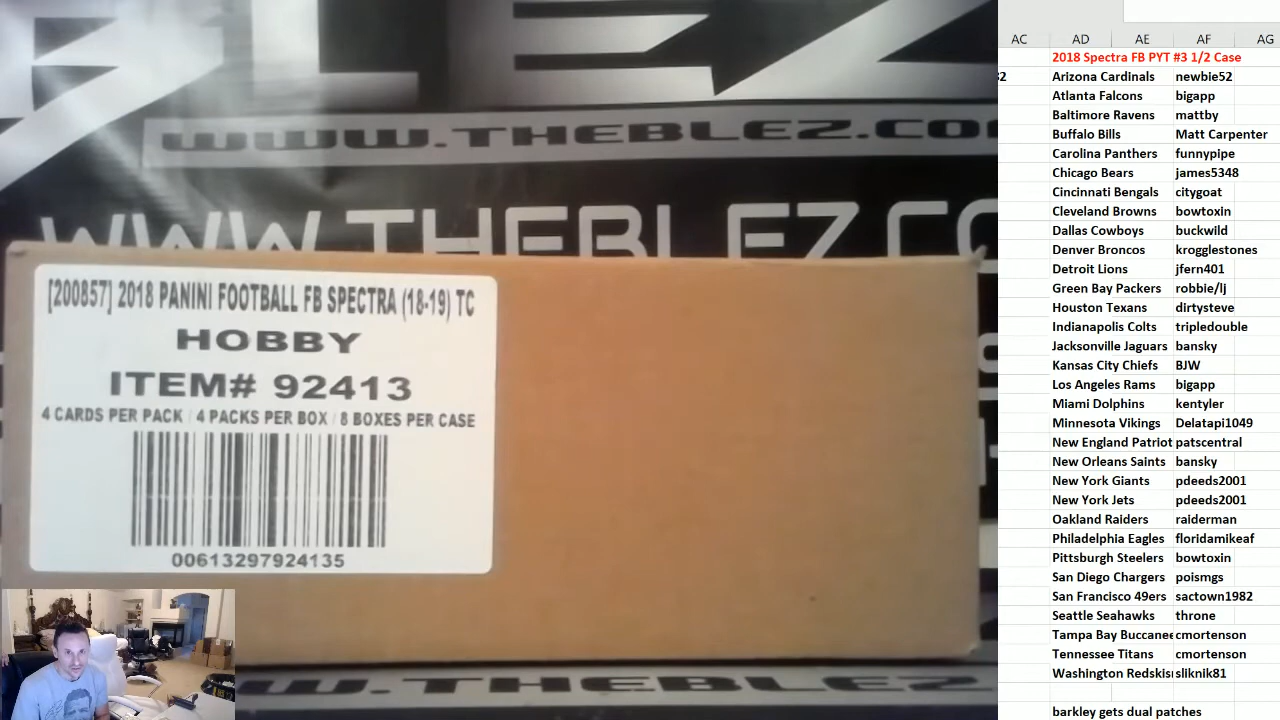 BLEZ
WWW.THEBLEZ.CO
WWW.THEBLEZ.CO
[200857] 2018 PANINI FOOTBALL FB SPECTRA (18-19) TC
HOBBY
ITEM# 92413
4 CARDS PER PACK / 4 PACKS PER BOX / 8 BOXES PER CASE
00613297924135
W.THEBLEZ.CO
AC AD AE AF AG
2018 Spectra FB PYT #3 1/2 Case
32 Arizona Cardinals newbie52
Atlanta Falcons bigapp
Baltimore Ravens mattby
Buffalo Bills Matt Carpenter
Carolina Panthers funnypipe
Chicago Bears james5348
Cincinnati Bengals citygoat
Cleveland Browns bowtoxin
Dallas Cowboys buckwild
Denver Broncos krogglestones
Detroit Lions jfern401
Green Bay Packers robbie/lj
Houston Texans dirtysteve
Indianapolis Colts tripledouble
Jacksonville Jaguars bansky
Kansas City Chiefs BJW
Los Angeles Rams bigapp
Miami Dolphins kentyler
Minnesota Vikings Delatapi1049
New England Patriot patscentral
New Orleans Saints bansky
New York Giants pdeeds2001
New York Jets pdeeds2001
Oakland Raiders raiderman
Philadelphia Eagles floridamikeaf
Pittsburgh Steelers bowtoxin
San Diego Chargers poismgs
San Francisco 49ers sactown1982
Seattle Seahawks throne
Tampa Bay Buccanee cmortenson
Tennessee Titans cmortenson
Washington Redskis sliknik81
barkley gets dual patches